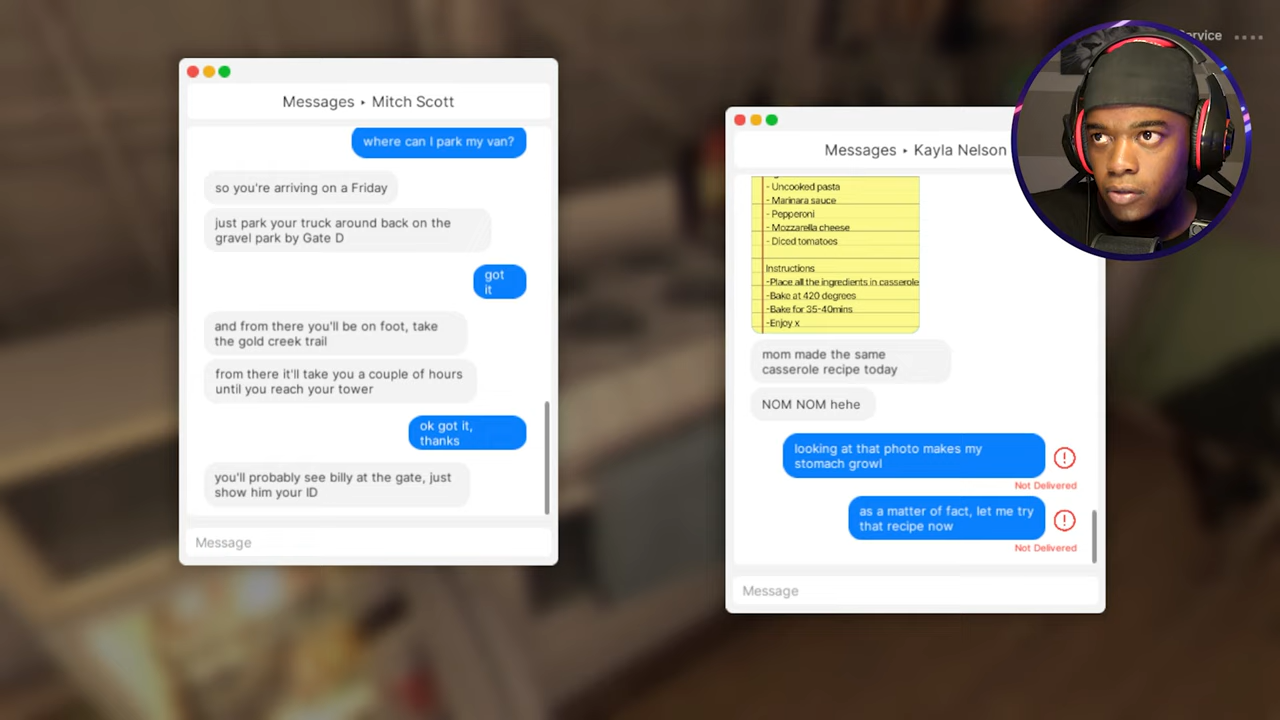 Messages ▸ Mitch Scott
where can I park my van?
so you're arriving on a Friday
just park your truck around back on the
gravel park by Gate D
got
it
and from there you'll be on foot, take
the gold creek trail
from there it'll take you a couple of hours
until you reach your tower
ok got it,
thanks
you'll probably see billy at the gate, just
show him your ID
Message
Messages ▸ Kayla Nelson
- Uncooked pasta
- Marinara sauce
- Pepperoni
- Mozzarella cheese
- Diced tomatoes
Instructions
-Place all the ingredients in casserole
-Bake at 420 degrees
-Bake for 35-40mins
-Enjoy x
mom made the same
casserole recipe today
NOM NOM hehe
looking at that photo makes my
stomach growl
Not Delivered
as a matter of fact, let me try
that recipe now
Not Delivered
Message